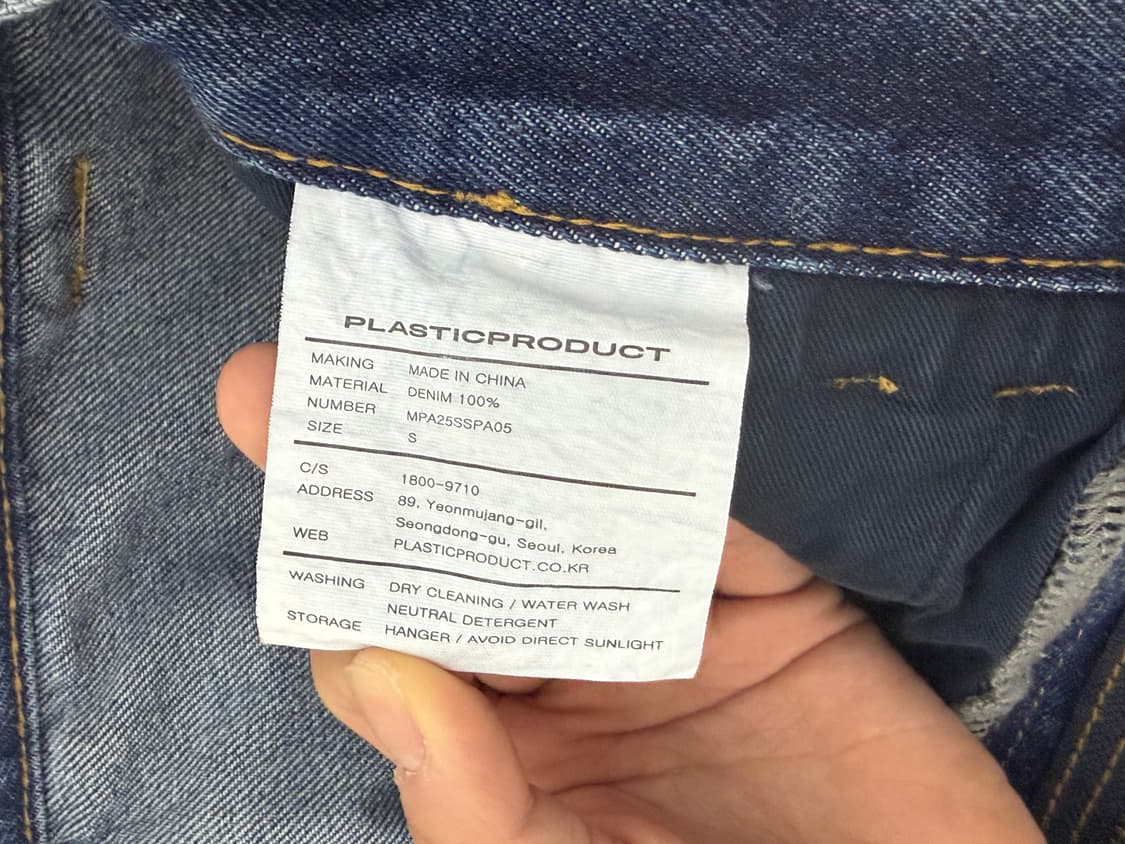 PLASTICPRODUCT
MAKING MADE IN CHINA
MATERIAL DENIM 100%
NUMBER MPA25SSPA05
SIZE S
C/S 1800-9710
ADDRESS 89, Yeonmujang-gil,
Seongdong-gu, Seoul, Korea
WEB PLASTICPRODUCT.CO.KR
WASHING DRY CLEANING / WATER WASH
NEUTRAL DETERGENT
STORAGE HANGER / AVOID DIRECT SUNLIGHT